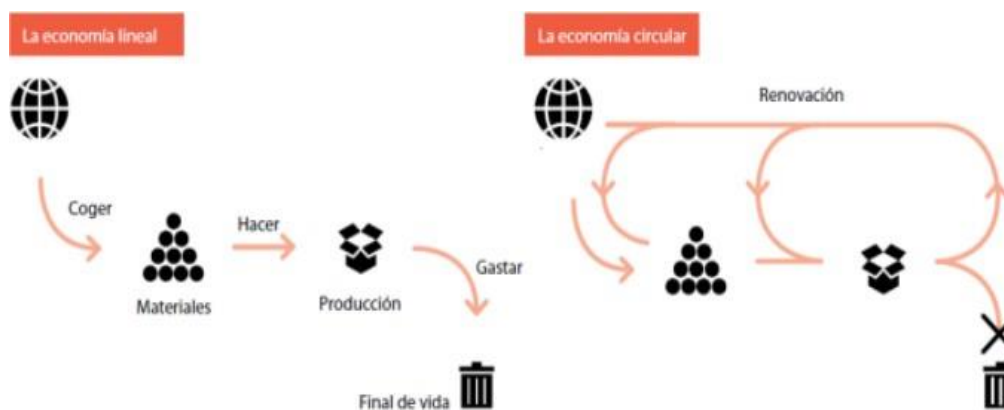 La economía lineal
Coger
Hacer
Materiales
Producción
Gastar
Final de vida
La economía circular
Renovación